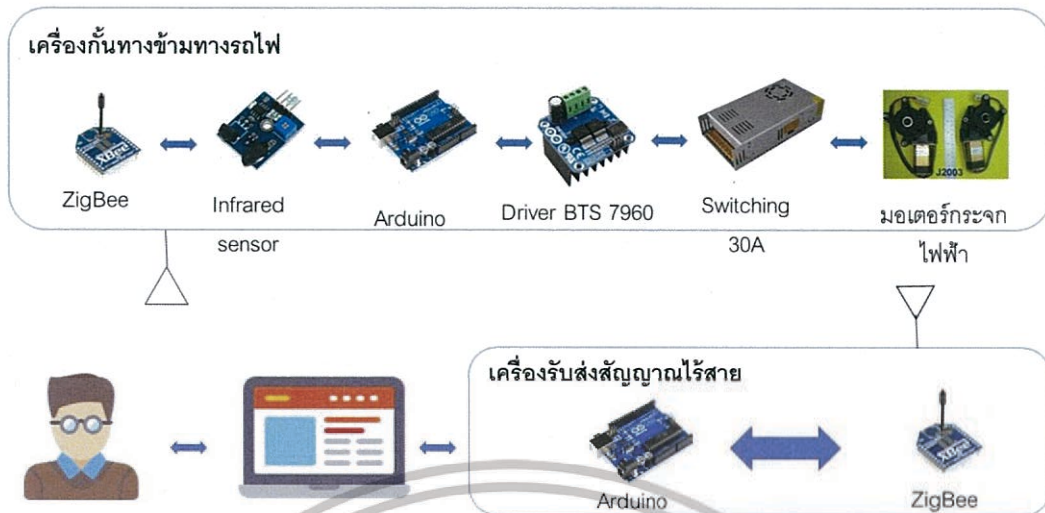 เครื่องกั้นทางข้ามทางรถไฟ
ZigBee
Infrared
sensor
Arduino
Driver BTS 7960
Switching
30A
J2003
มอเตอร์กระจก
ไฟฟ้า
เครื่องรับส่งสัญญาณไร้สาย
Arduino
ZigBee